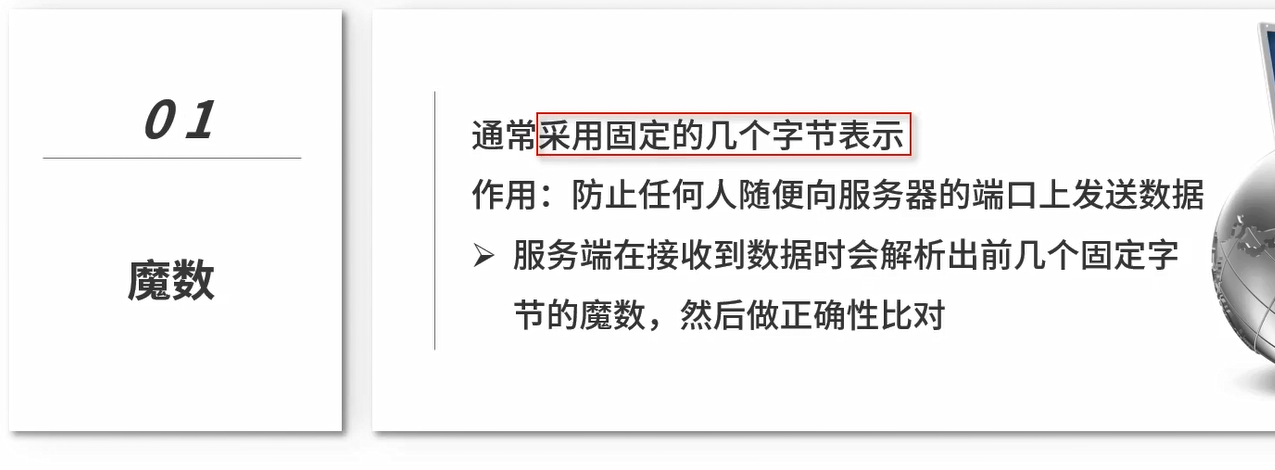 01
魔数
通常采用固定的几个字节表示
作用：防止任何人随便向服务器的端口上发送数据
➢ 服务端在接收到数据时会解析出前几个固定字
节的魔数，然后做正确性比对